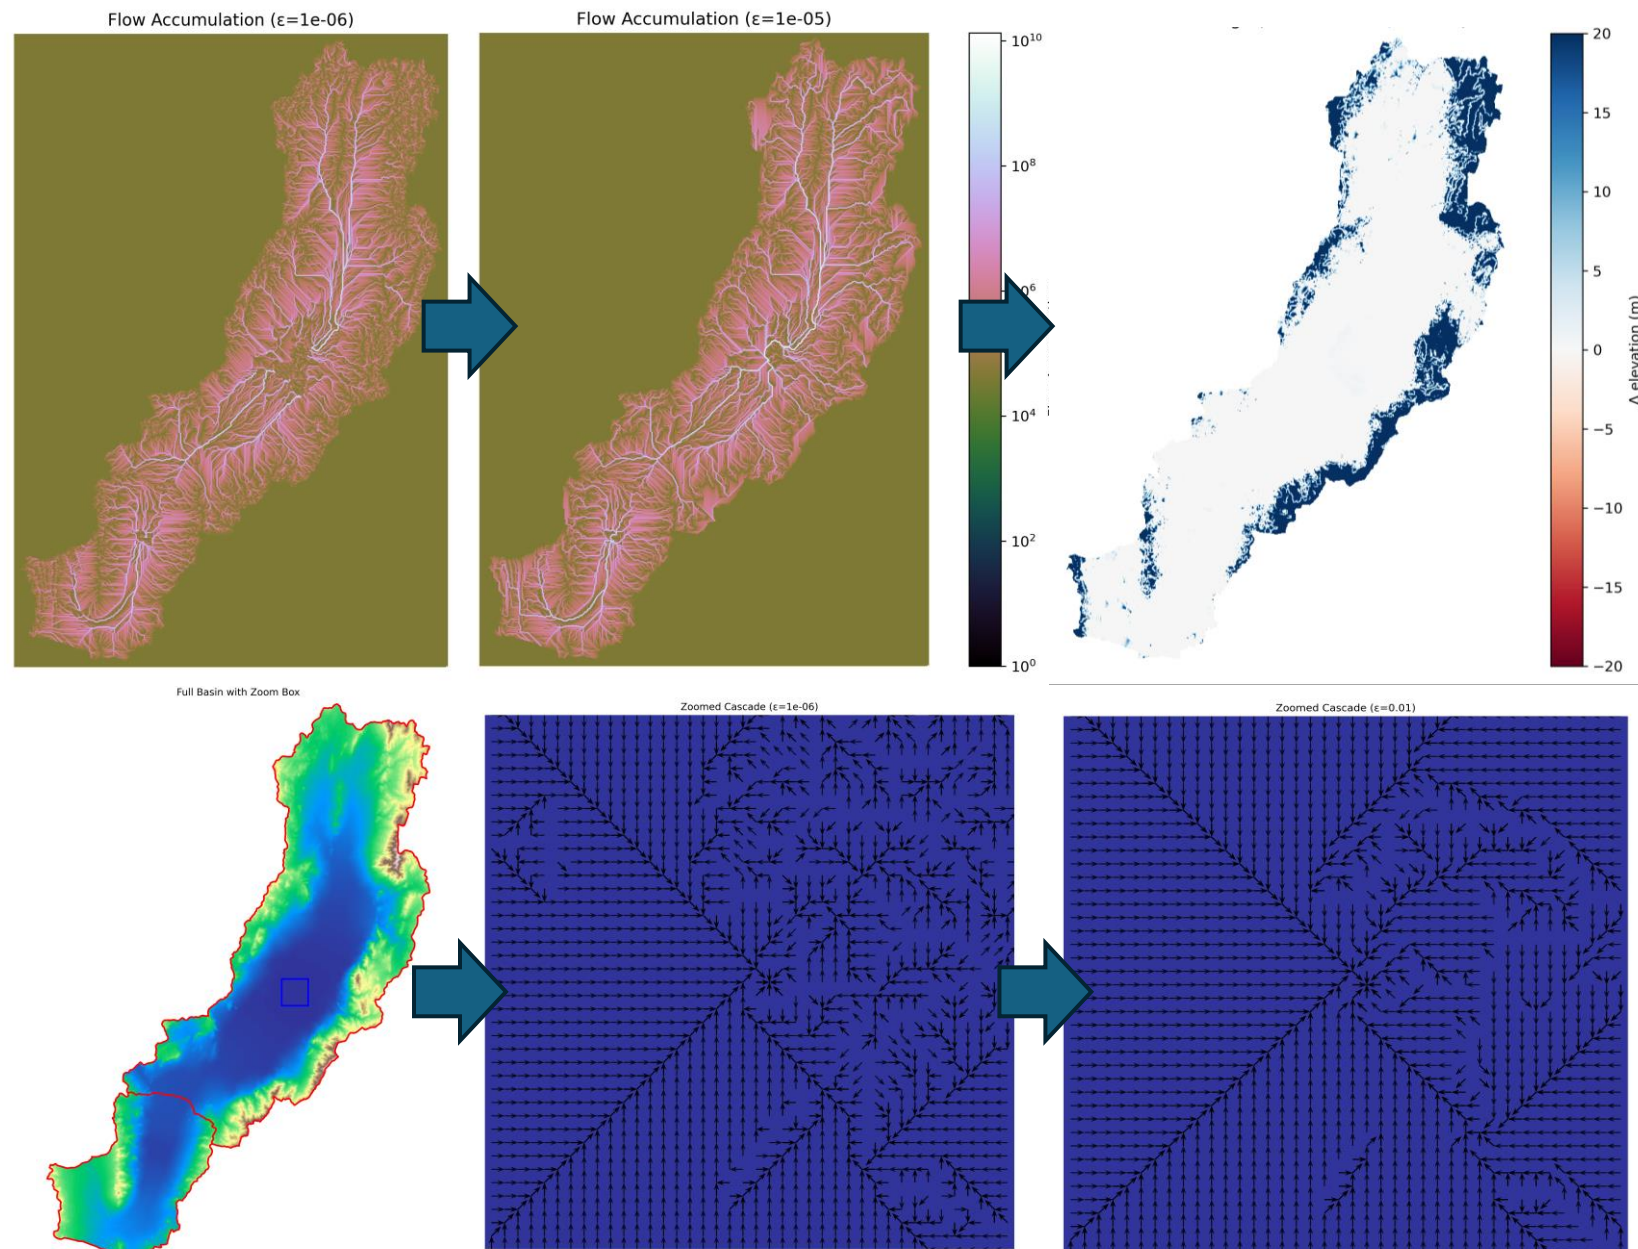 Flow Accumulation (ε=1e-06)
Flow Accumulation (ε=1e-05)
10¹⁰
10⁸
10⁴
10²
10⁰
20
15
10
5
0
−5
−10
−15
−20
Δ elevation (m)
Full Basin with Zoom Box
Zoomed Cascade (ε=1e-06)
Zoomed Cascade (ε=0.01)